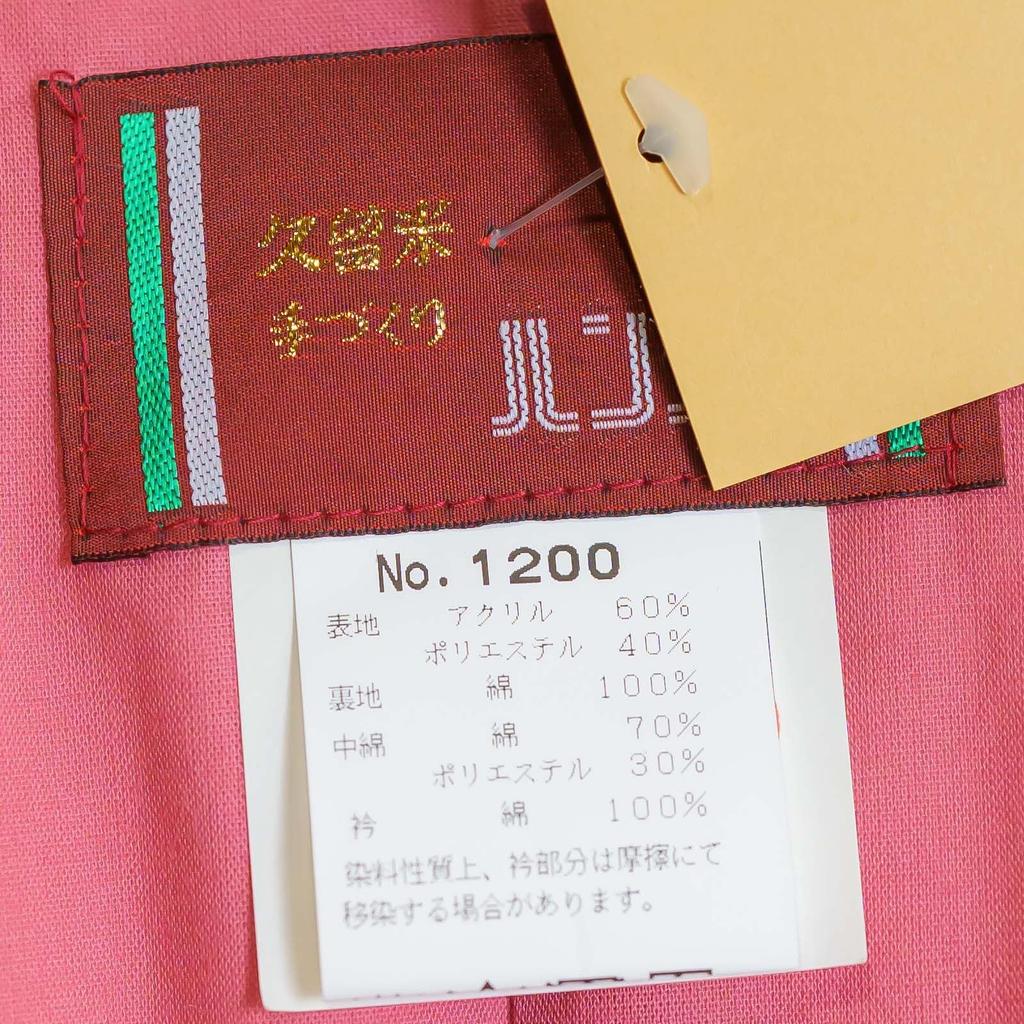 久留米
手づくり
No.1200
表地 アクリル 60%
ポリエステル 40%
裏地 綿 100%
中綿 綿 70%
ポリエステル 30%
衿 綿 100%
染料性質上、衿部分は摩擦にて
移染する場合があります。